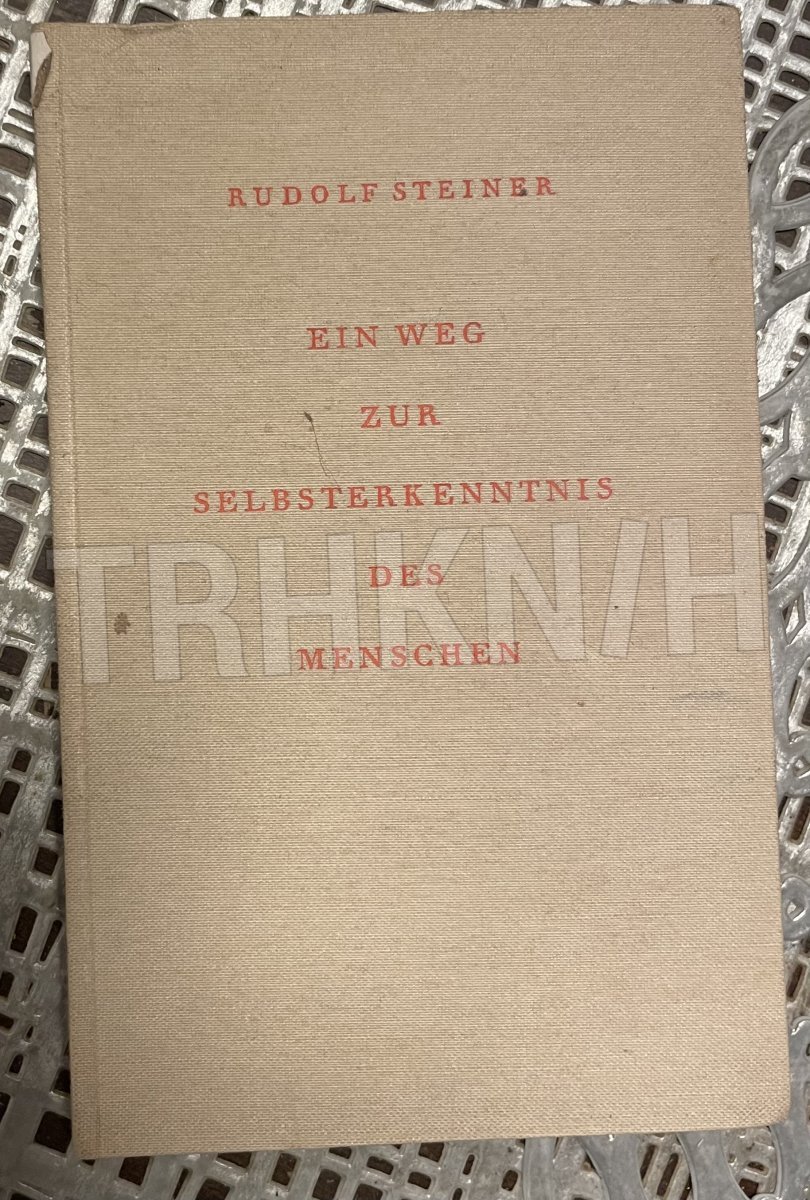 RUDOLF STEINER
EIN WEG
ZUR
SELBSTERKENNTNIS
DES
MENSCHEN
TRHKN/H